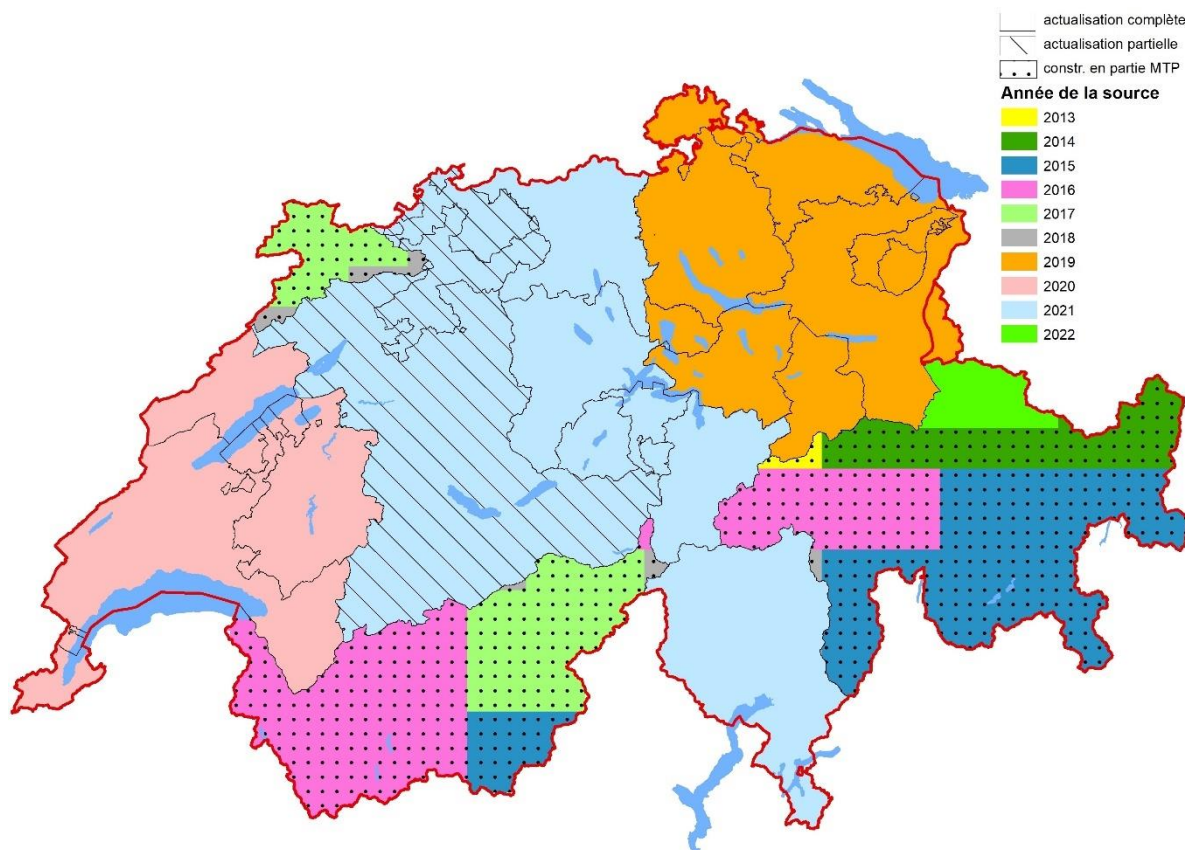 actualisation complète
actualisation partielle
constr. en partie MTP
Année de la source
2013
2014
2015
2016
2017
2018
2019
2020
2021
2022